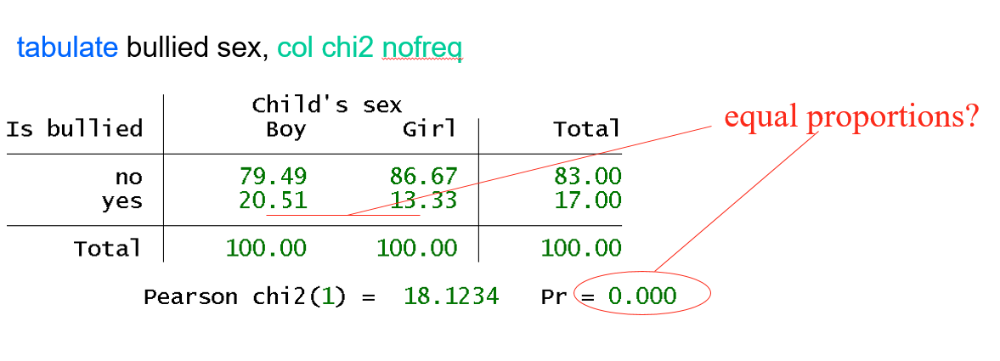 tabulate bullied sex, col chi2 nofreq
Child's sex
equal proportions?
Is bullied Boy Girl Total
no 79.49 86.67 83.00
yes 20.51 13.33 17.00
Total 100.00 100.00 100.00
Pearson chi2(1) = 18.1234 Pr = 0.000